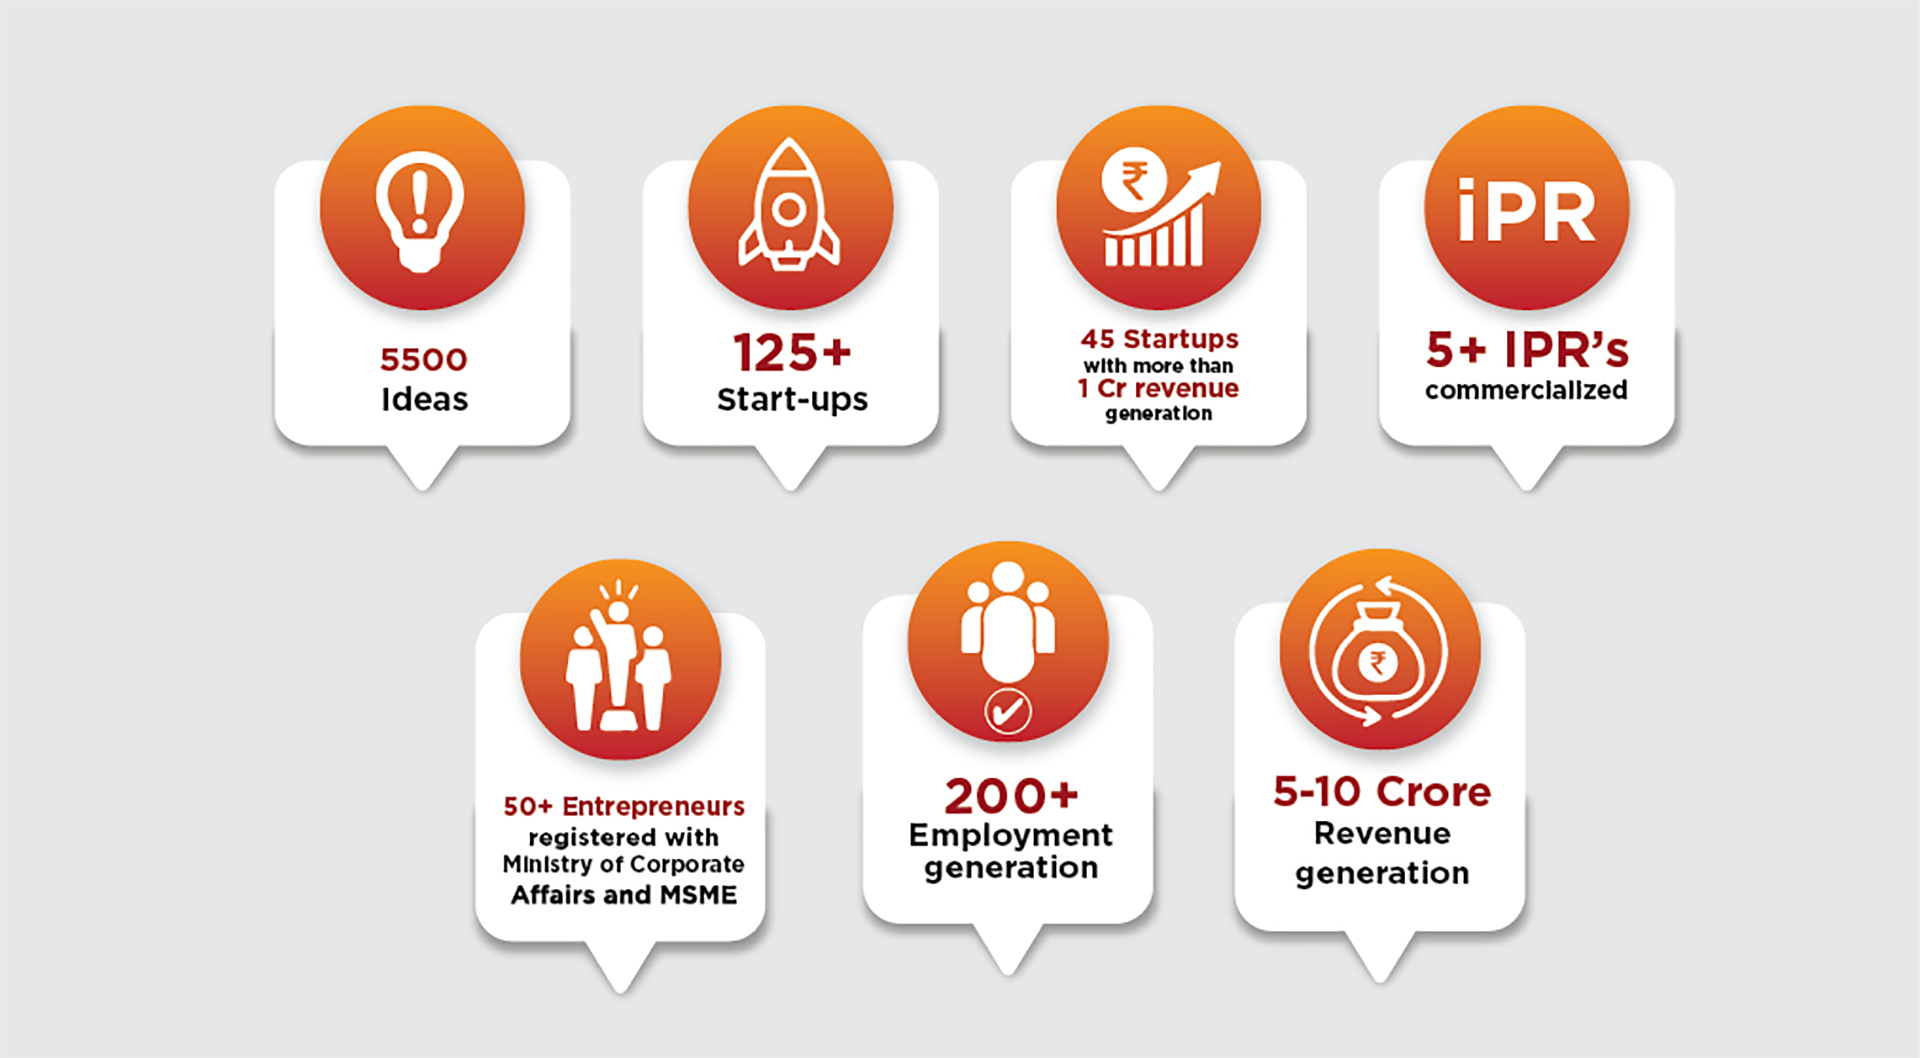 5500
Ideas
125+
Start-ups
₹
45 Startups
with more than
1 Cr revenue
generation
iPR
5+ IPR's
commercialized
50+ Entrepreneurs
registered with
Ministry of Corporate
Affairs and MSME
200+
Employment
generation
₹
5-10 Crore
Revenue
generation